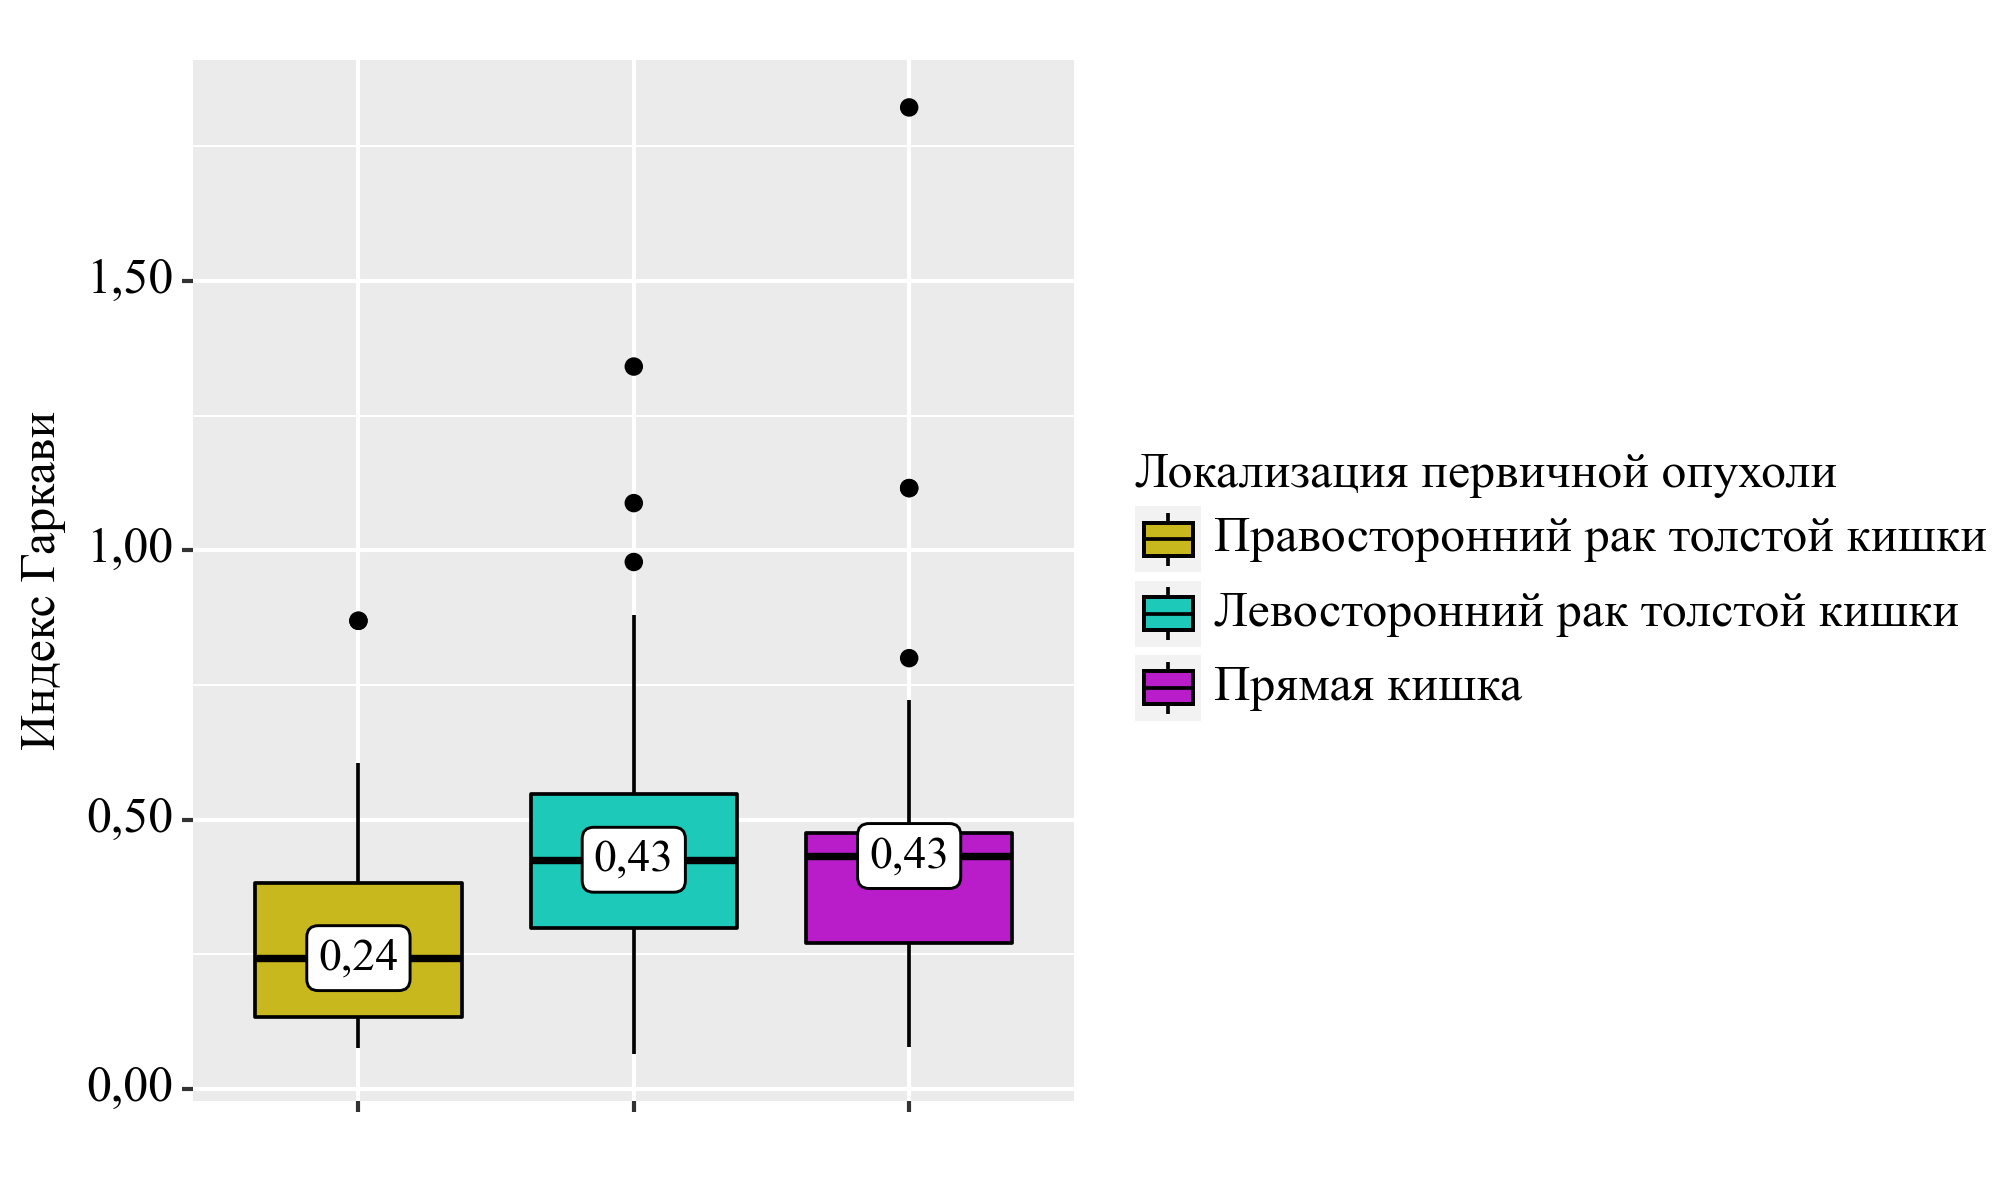 Индекс Гаркави
1,50
1,00
0,50
0,00
0,24
0,43
0,43
Локализация первичной опухоли
Правосторонний рак толстой кишки
Левосторонний рак толстой кишки
Прямая кишка